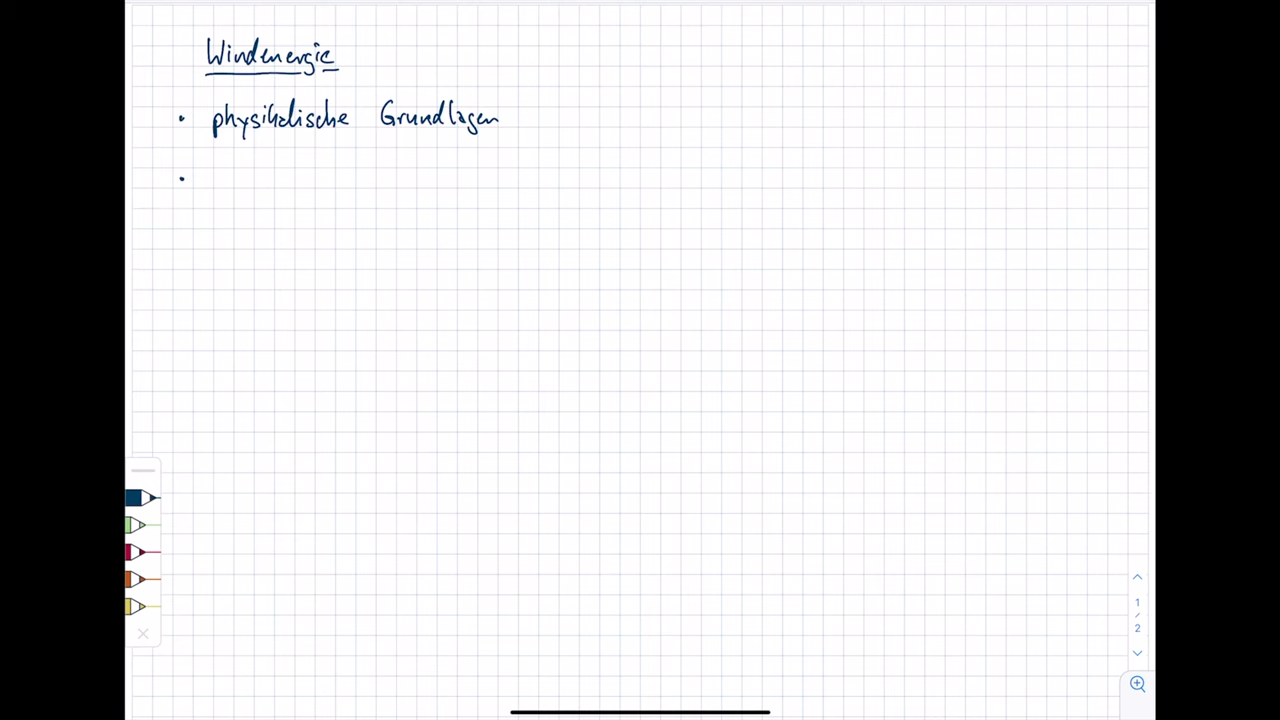 Windenergie
• physikalische Grundlagen
•
1
/
2